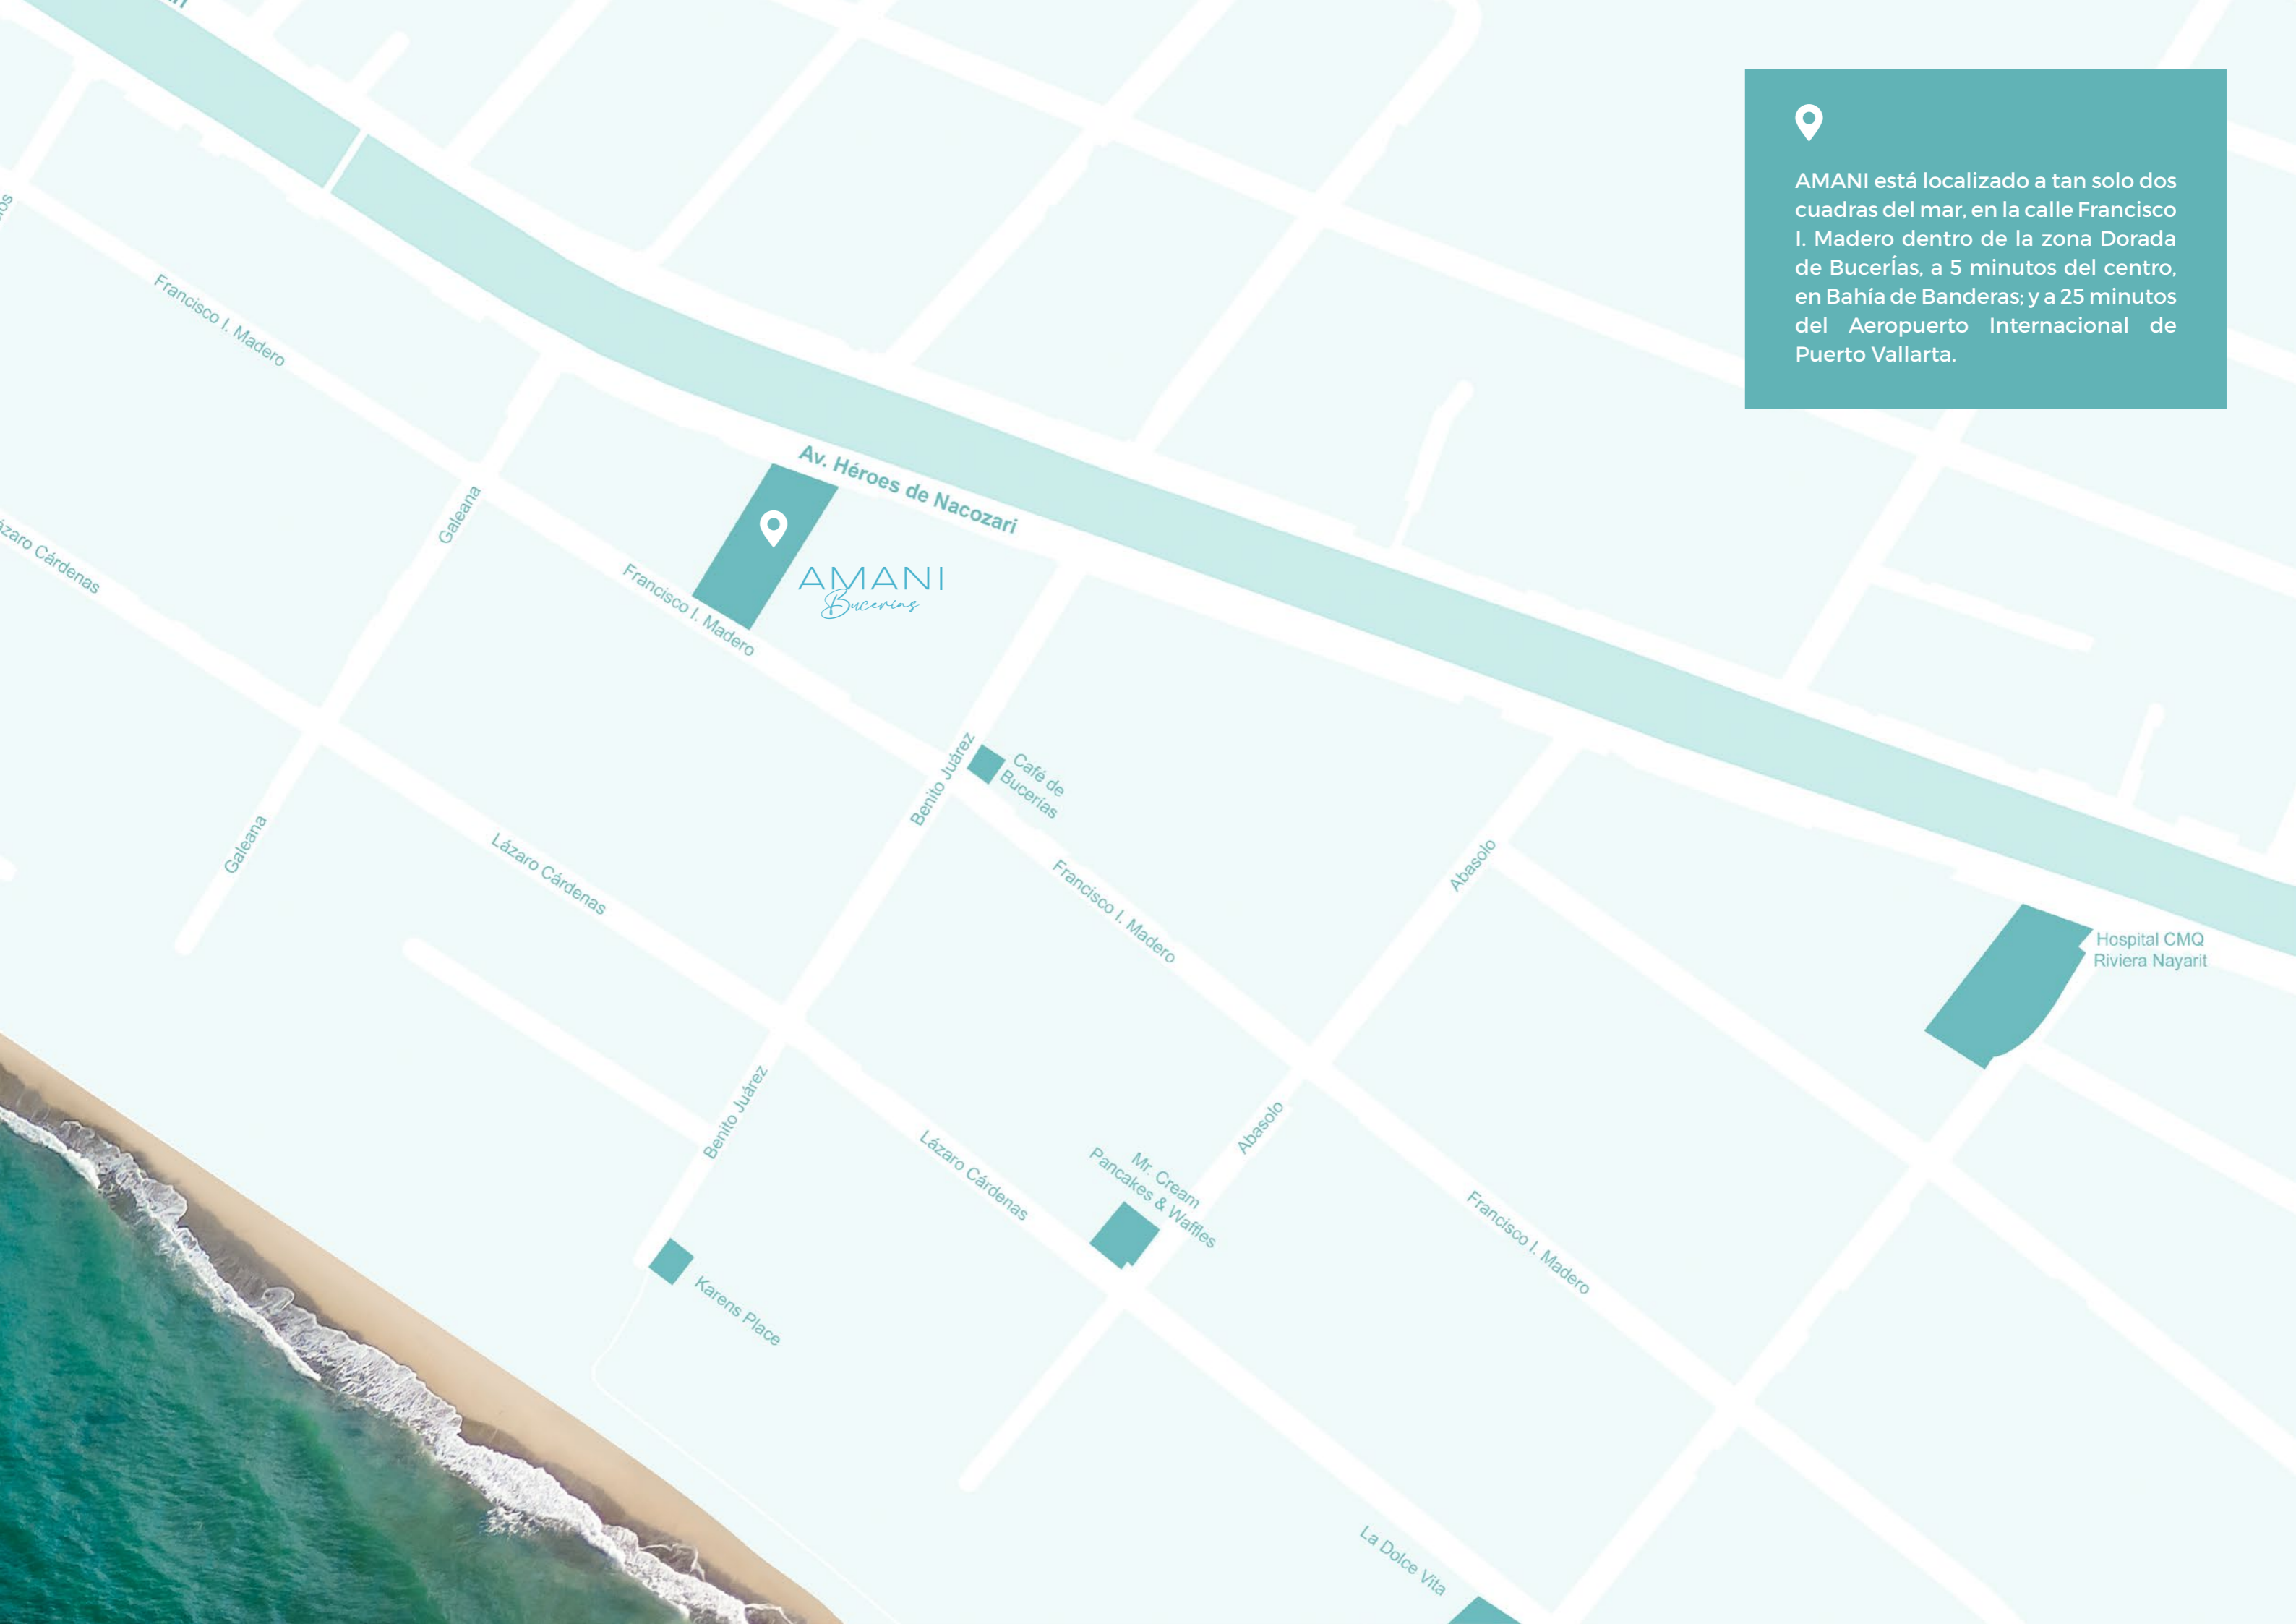 AMANI está localizado a tan solo dos
cuadras del mar, en la calle Francisco
I. Madero dentro de la zona Dorada
de BucerÍas, a 5 minutos del centro,
en Bahía de Banderas; y a 25 minutos
del Aeropuerto Internacional de
Puerto Vallarta.
Francisco I. Madero
Av. Héroes de Nacozari
Galeana
Cárdenas
AMANI
Bucerías
Francisco I. Madero
Benito Juárez
Café de
Bucerías
Galeana
Lázaro Cárdenas
Francisco I. Madero
Abasolo
Hospital CMQ
Riviera Nayarit
Benito Juárez
Lázaro Cárdenas
Abasolo
Mr. Cream
Pancakes & Waffles
Francisco I. Madero
Karens Place
La Dolce Vita